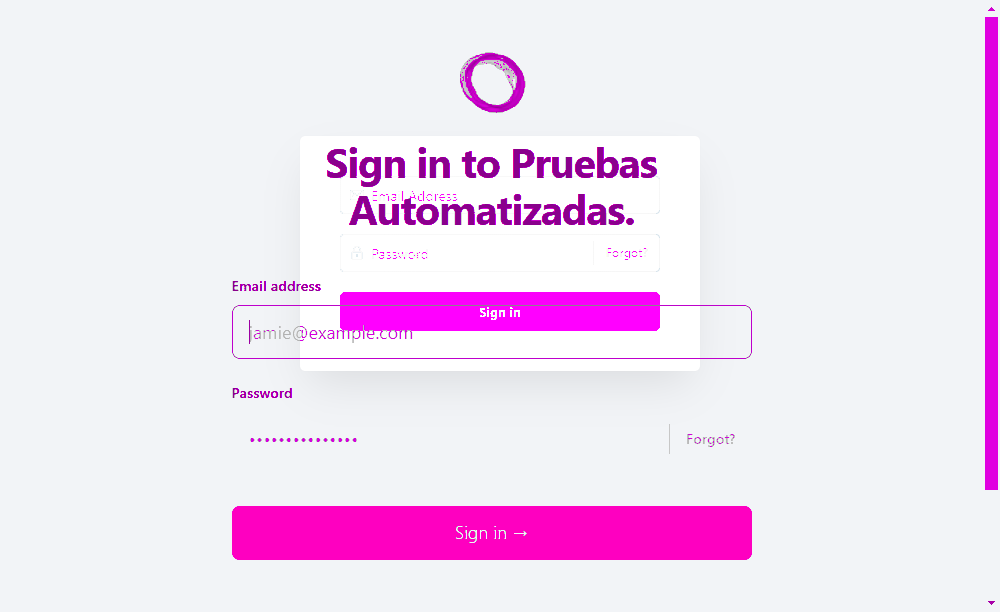 Sign in to Pruebas
Email Address
Automatizadas.
Password
Forgot?
Email address
Sign in
jamie@example.com
Password
Forgot?
Sign in →